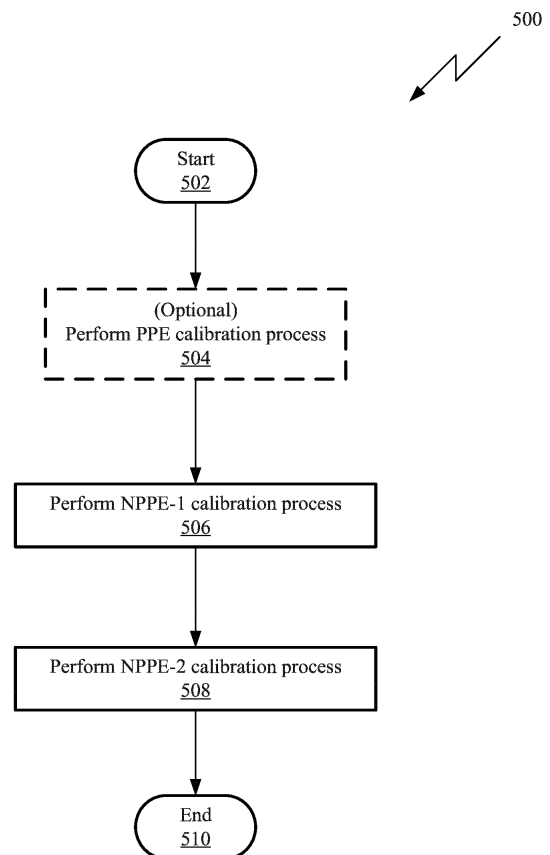 500
Start
502
(Optional)
Perform PPE calibration process
504
Perform NPPE-1 calibration process
506
Perform NPPE-2 calibration process
508
End
510